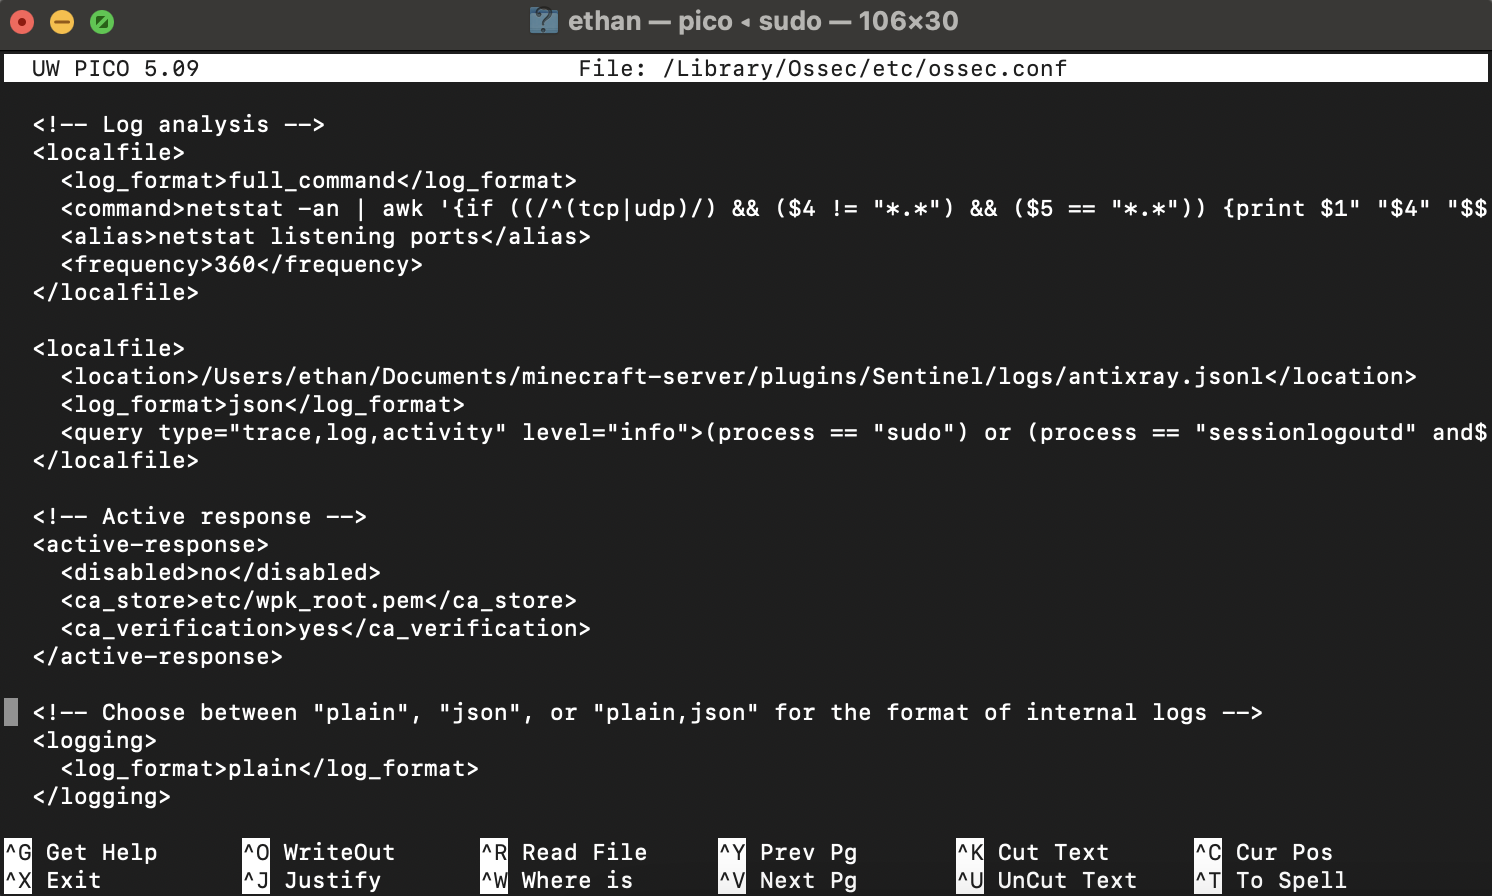 ethan — pico ◂ sudo — 106×30
UW PICO 5.09 File: /Library/Ossec/etc/ossec.conf
<!-- Log analysis -->
<localfile>
<log_format>full_command</log_format>
<command>netstat -an | awk '{if ((/^(tcp|udp)/) && ($4 != "*.*") && ($5 == "*.*")) {print $1" "$4" "$$
<alias>netstat listening ports</alias>
<frequency>360</frequency>
</localfile>
<localfile>
<location>/Users/ethan/Documents/minecraft-server/plugins/Sentinel/logs/antixray.jsonl</location>
<log_format>json</log_format>
<query type="trace,log,activity" level="info">(process == "sudo") or (process == "sessionlogoutd" and$
</localfile>
<!-- Active response -->
<active-response>
<disabled>no</disabled>
<ca_store>etc/wpk_root.pem</ca_store>
<ca_verification>yes</ca_verification>
</active-response>
<!-- Choose between "plain", "json", or "plain,json" for the format of internal logs -->
<logging>
<log_format>plain</log_format>
</logging>
^G Get Help ^O WriteOut ^R Read File ^Y Prev Pg ^K Cut Text ^C Cur Pos
^X Exit ^J Justify ^W Where is ^V Next Pg ^U UnCut Text ^T To Spell